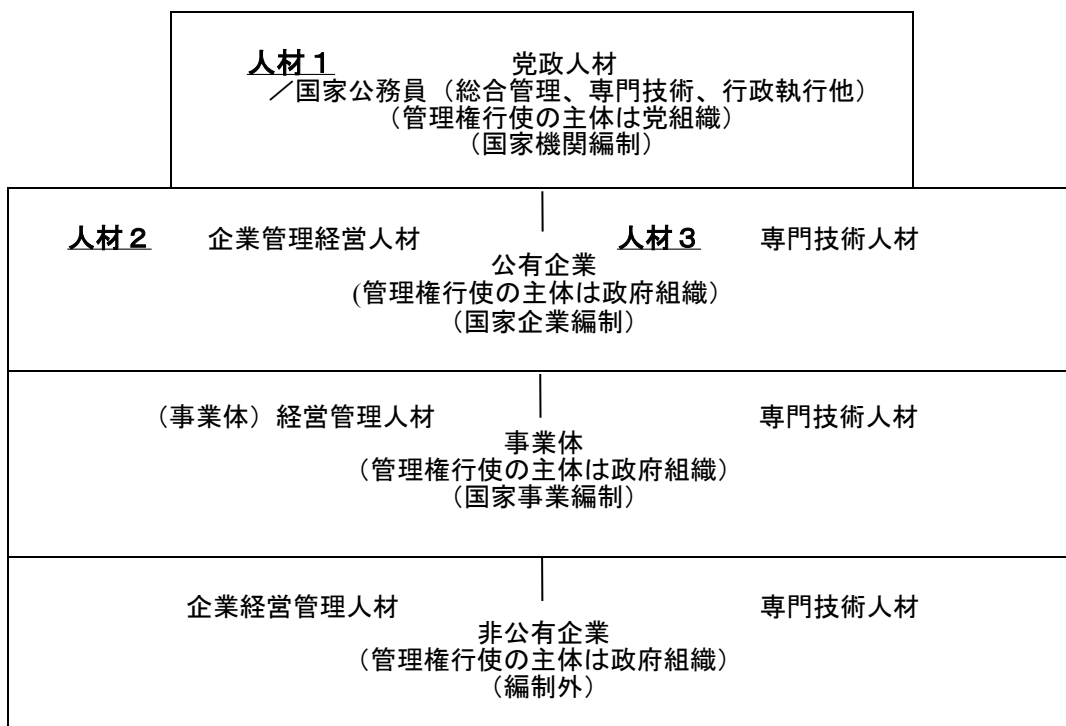 人材１ 党政人材
／国家公務員（総合管理、専門技術、行政執行他）
（管理権行使の主体は党組織）
（国家機関編制）
人材２ 企業管理経営人材 人材３ 専門技術人材
公有企業
(管理権行使の主体は政府組織）
（国家企業編制）
（事業体）経営管理人材 専門技術人材
事業体
（管理権行使の主体は政府組織）
（国家事業編制）
企業経営管理人材 専門技術人材
非公有企業
（管理権行使の主体は政府組織）
（編制外）